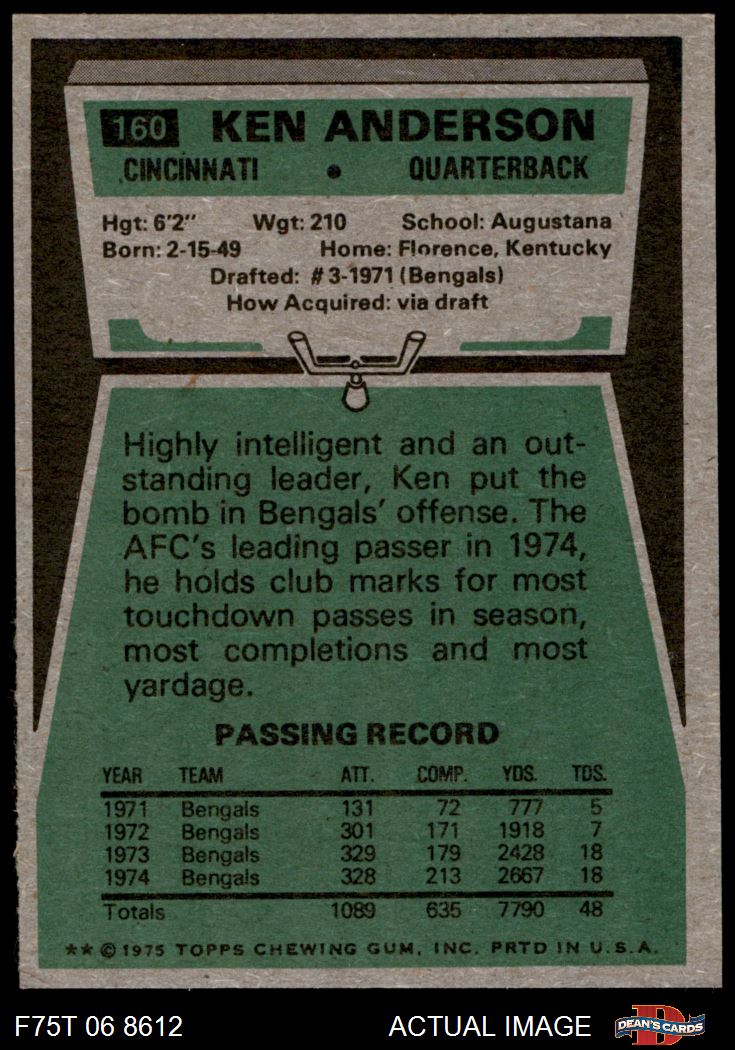 160 KEN ANDERSON
CINCINNATI • QUARTERBACK
Hgt: 6'2" Wgt: 210 School: Augustana
Born: 2-15-49 Home: Florence, Kentucky
Drafted: #3-1971 (Bengals)
How Acquired: via draft
Highly intelligent and an out-
standing leader, Ken put the
bomb in Bengals' offense. The
AFC's leading passer in 1974,
he holds club marks for most
touchdown passes in season,
most completions and most
yardage.
PASSING RECORD
YEAR TEAM ATT. COMP. YDS. TDS.
1971 Bengals 131 72 777 5
1972 Bengals 301 171 1918 7
1973 Bengals 329 179 2428 18
1974 Bengals 328 213 2667 18
Totals 1089 635 7790 48
** © 1975 TOPPS CHEWING GUM, INC. PRTD IN U.S.A.
F75T 06 8612 ACTUAL IMAGE D DEAN'S CARDS